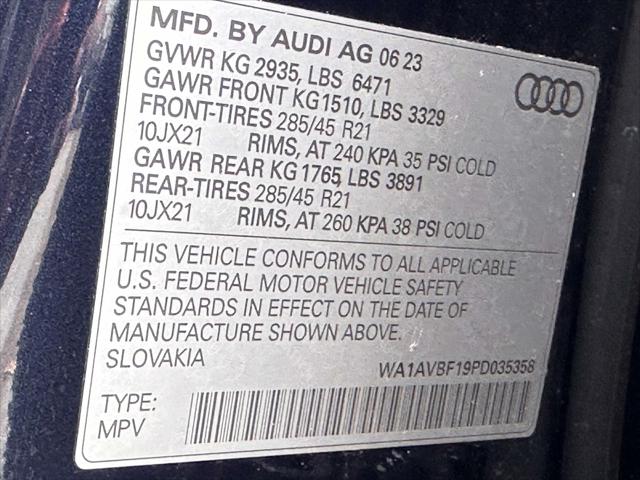 MFD. BY AUDI AG 06 23
GVWR KG 2935, LBS 6471
GAWR FRONT KG1510, LBS 3329
FRONT-TIRES 285/45 R21
10JX21 RIMS, AT 240 KPA 35 PSI COLD
GAWR REAR KG 1765, LBS 3891
REAR-TIRES 285/45 R21
10JX21 RIMS, AT 260 KPA 38 PSI COLD
THIS VEHICLE CONFORMS TO ALL APPLICABLE
U.S. FEDERAL MOTOR VEHICLE SAFETY
STANDARDS IN EFFECT ON THE DATE OF
MANUFACTURE SHOWN ABOVE.
SLOVAKIA WA1AVBF19PD035358
TYPE:
MPV